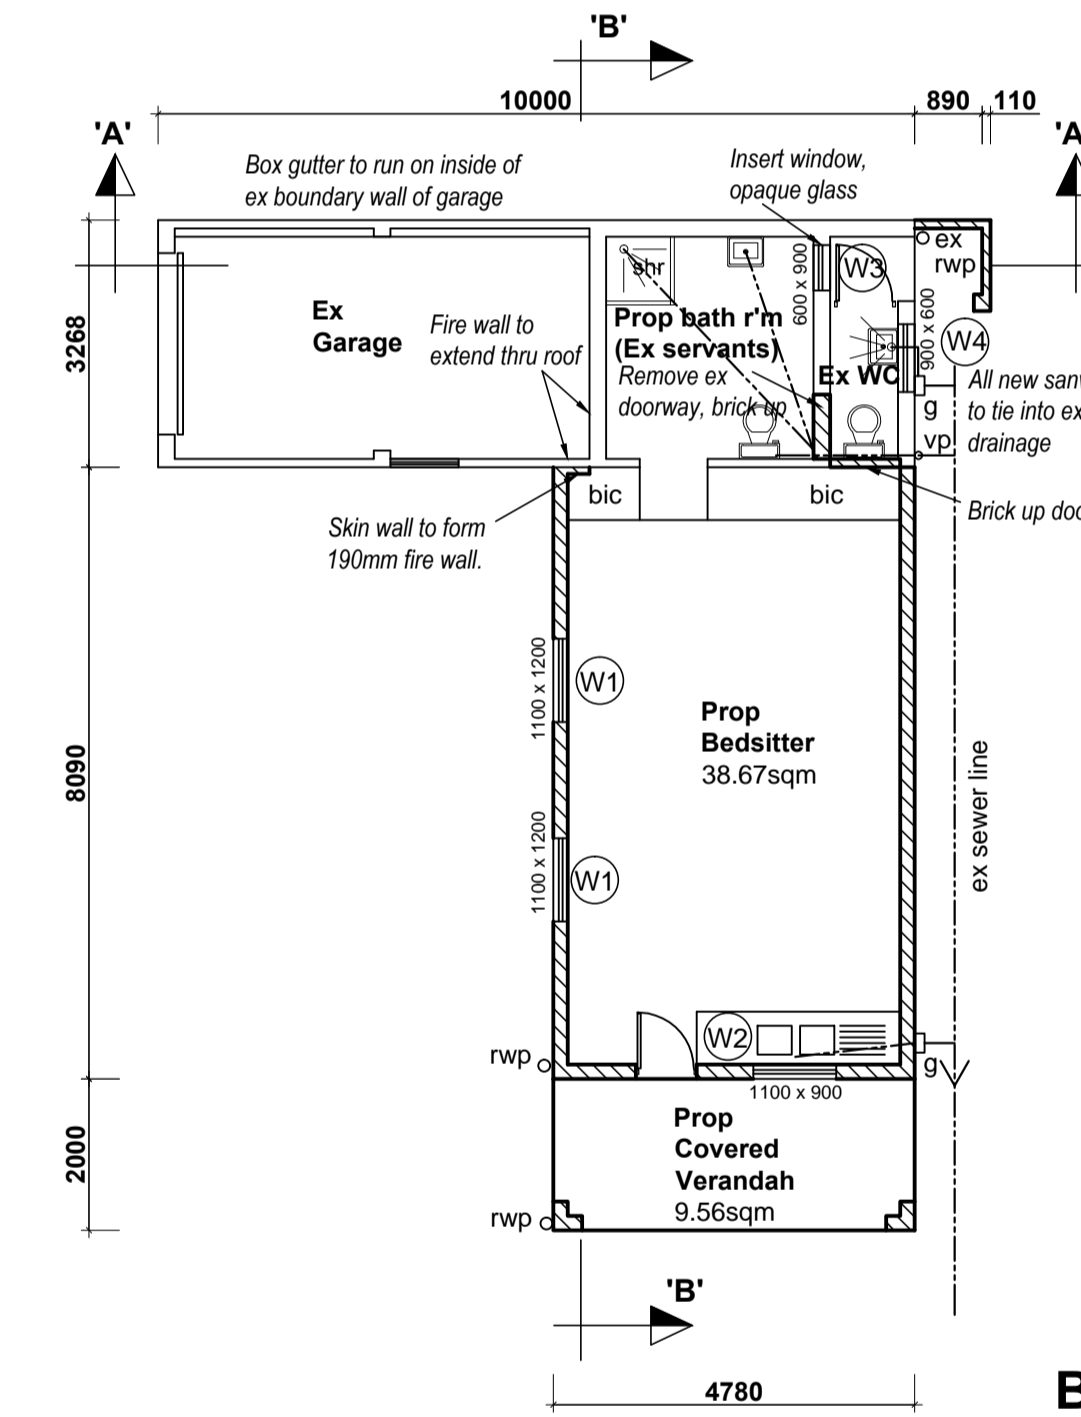 'B'
10000
890
110
'A'
'A
Box gutter to run on inside of
ex boundary wall of garage
Insert window,
opaque glass
3268
Ex
Garage
Fire wall to
extend thru roof
shr
600 x 900
W3
ex
rwp
Prop bath r'm
(Ex servants)
Remove ex
doorway, brick up
Ex WC
900 x 600
W4
g
vp
All new san
to tie into ex
drainage
bic
bic
Brick up doo
Skin wall to form
190mm fire wall.
1100 x 1200
W1
Prop
Bedsitter
38.67sqm
8090
1100 x 1200
W1
ex sewer line
W2
rwp
g
1100 x 900
Prop
Covered
Verandah
9.56sqm
2000
rwp
'B'
4780
B